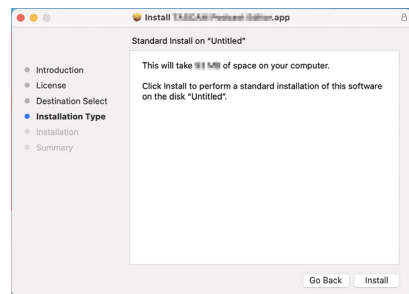 Install .app
Standard Install on “Untitled”
Introduction
License
Destination Select
Installation Type
Installation
Summary
This will take of space on your computer.
Click Install to perform a standard installation of this software
on the disk “Untitled”.
Go Back Install